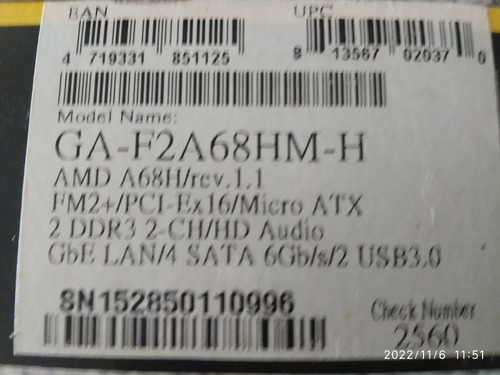 EAN UPC
4 719331 851125 8 13567 02037 0
Model Name:
GA-F2A68HM-H
AMD A68H/rev.1.1
FM2+/PCI-Ex16/Micro ATX
2 DDR3 2-CH/HD Audio
GbE LAN/4 SATA 6Gb/s/2 USB3.0
SN152850110996
Check Number
2560
2022/11/6 11:51